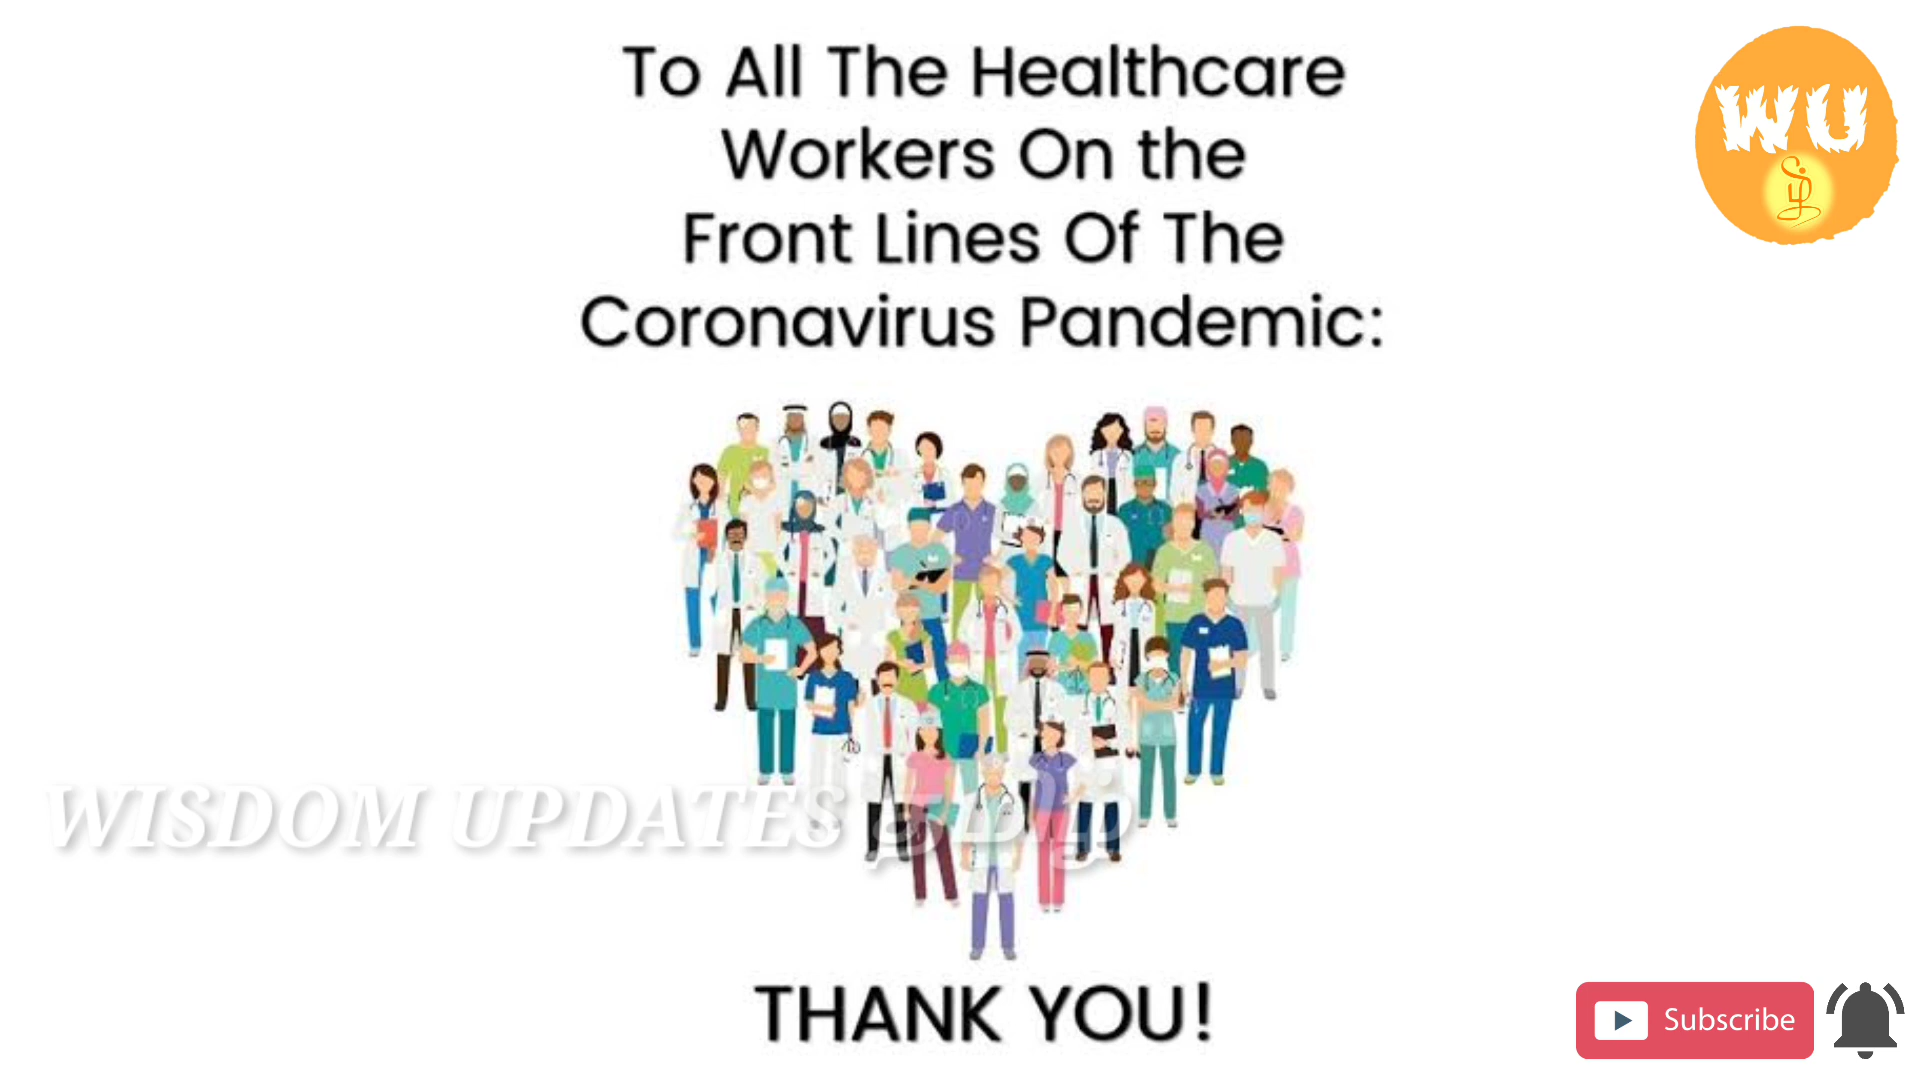 To All The Healthcare
Workers On the
Front Lines Of The
Coronavirus Pandemic:
WU
WISDOM UPDATES தமிழ்
THANK YOU!
Subscribe